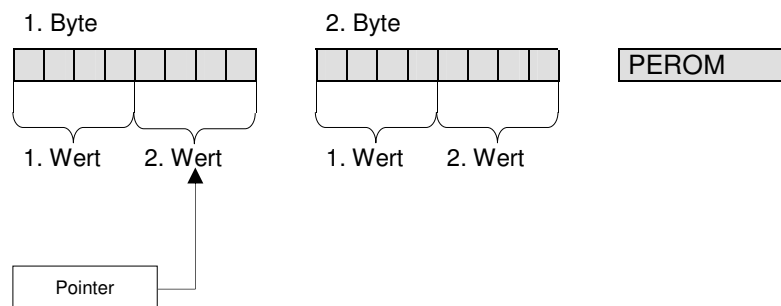 1. Byte
2. Byte
PEROM
1. Wert
2. Wert
1. Wert
2. Wert
Pointer